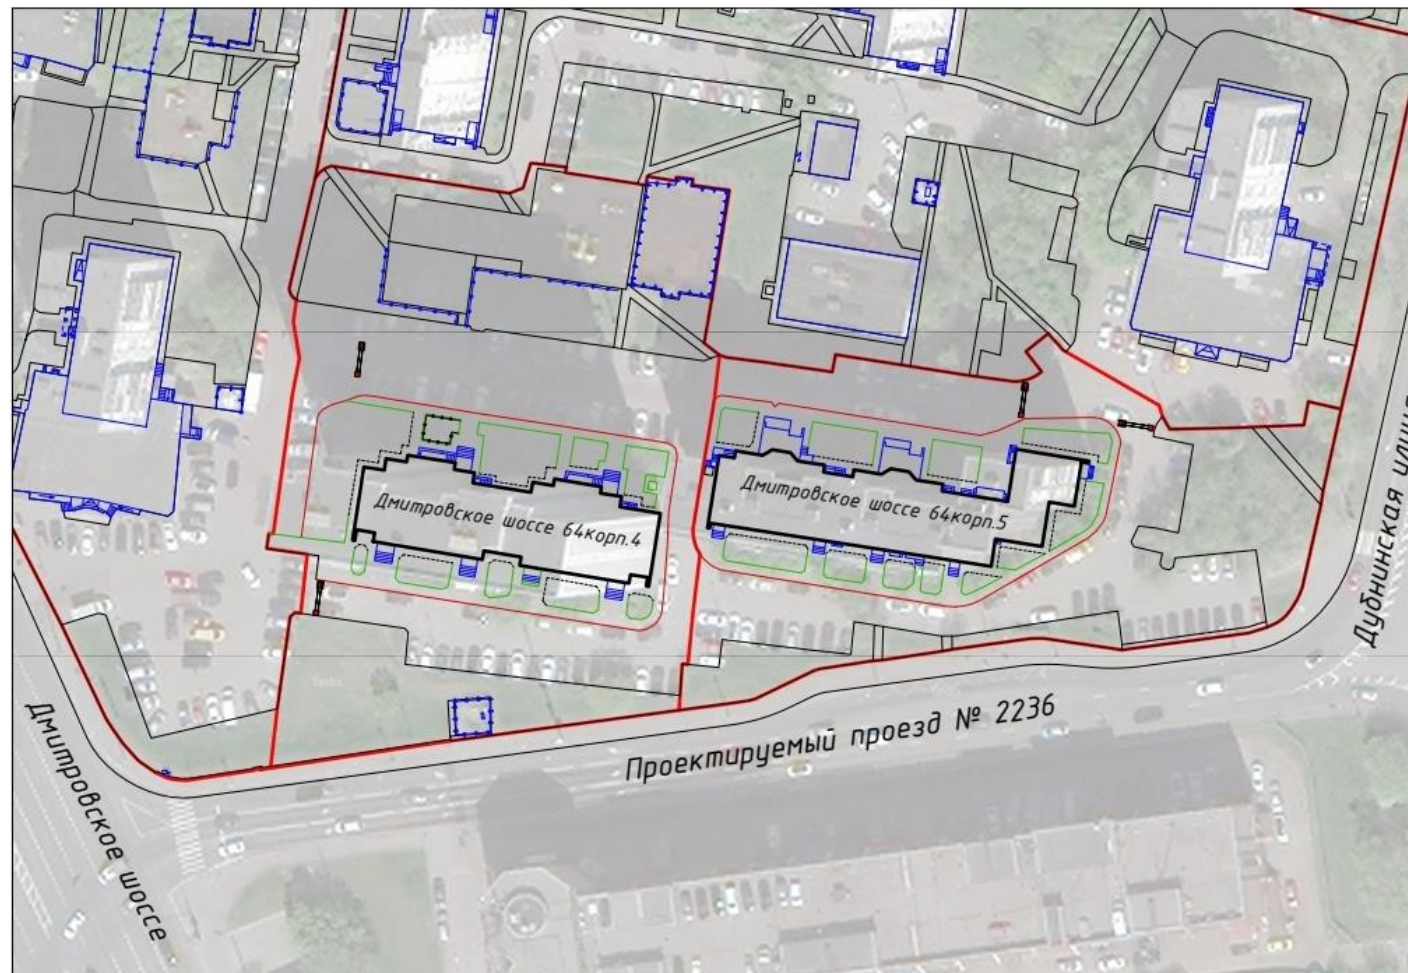 Дмитровское шоссе 64корп.4
Дмитровское шоссе 64корп.5
Дубнинская улица
Проектируемый проезд № 2236
Дмитровское шоссе